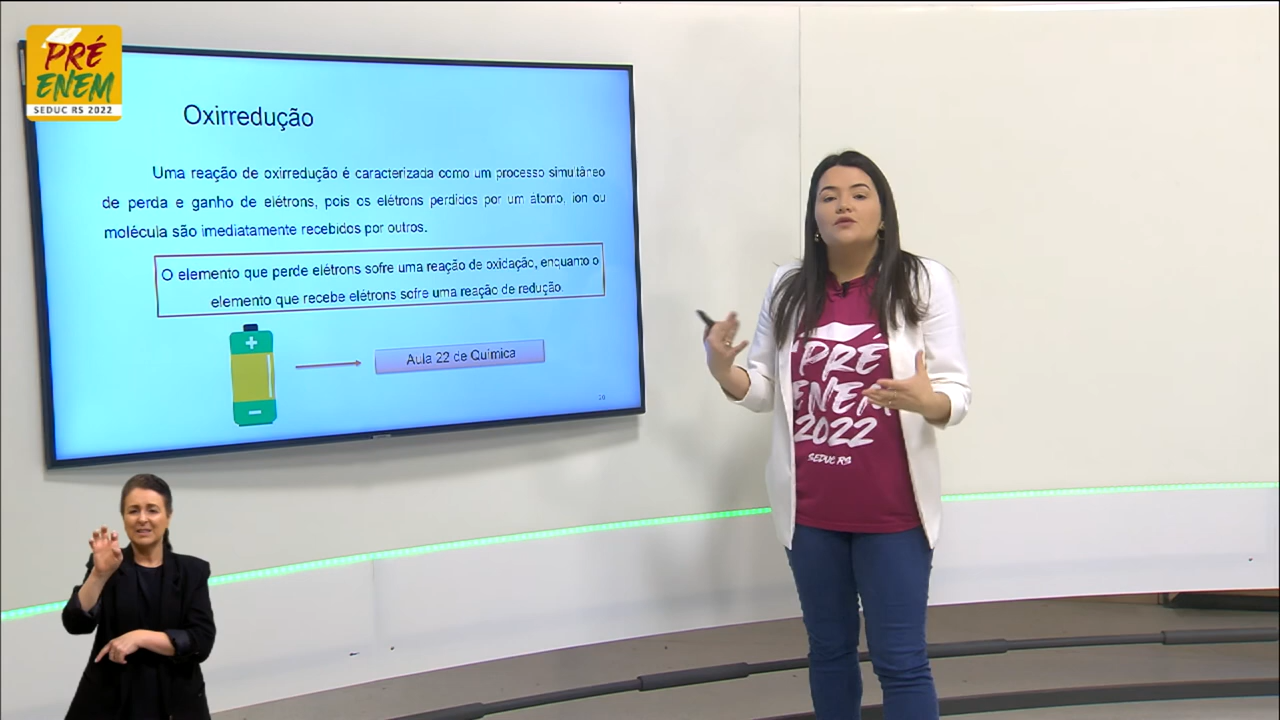 PRÉ
ENEM
SEDUC RS 2022
Oxirredução
Uma reação de oxirredução é caracterizada como um processo simultâneo
de perda e ganho de elétrons, pois os elétrons perdidos por um átomo, íon ou
molécula são imediatamente recebidos por outros.
O elemento que perde elétrons sofre uma reação de oxidação, enquanto o
elemento que recebe elétrons sofre uma reação de redução.
+
Aula 22 de Química
-
PRÉ
ENEM
2022
SEDUC RS